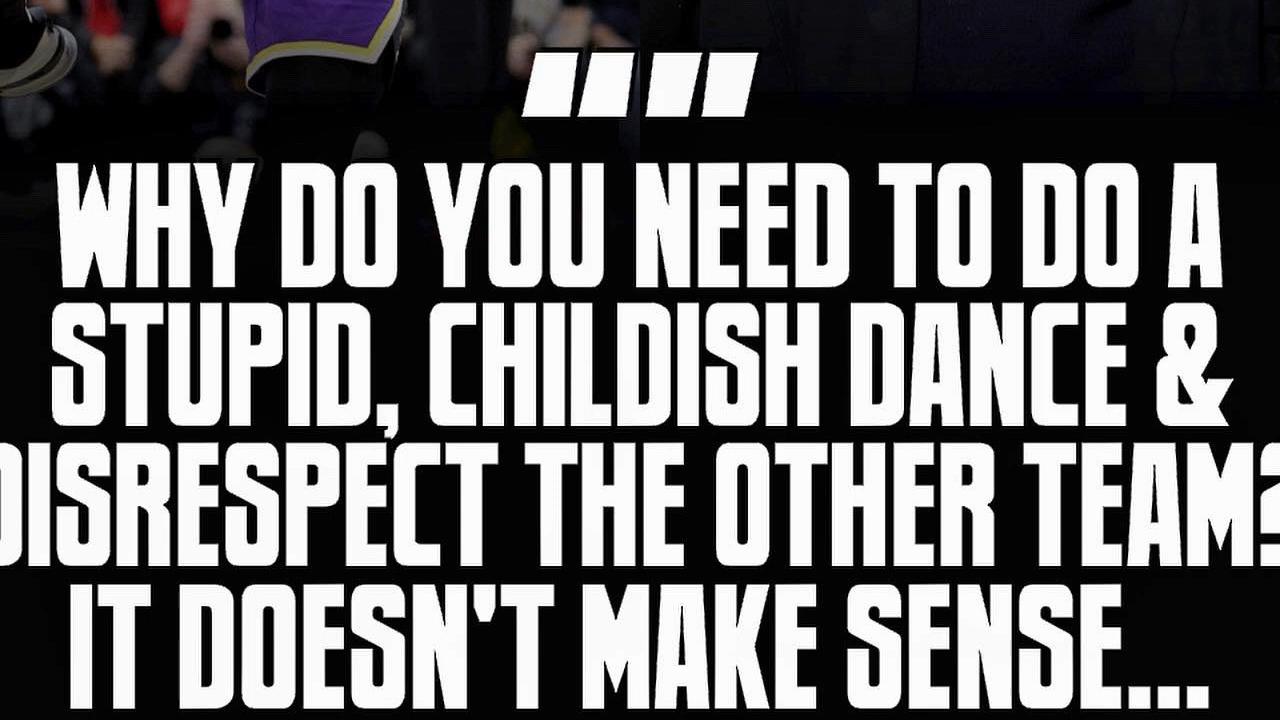 ""
WHY DO YOU NEED TO DO A
STUPID, CHILDISH DANCE &
DISRESPECT THE OTHER TEAM?
IT DOESN'T MAKE SENSE...